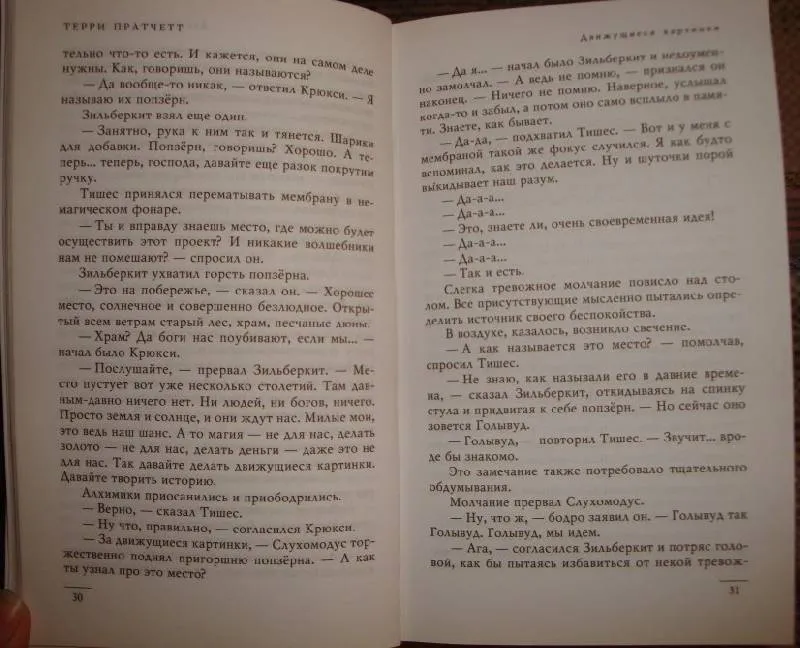 ТЕРРИ ПРАТЧЕТТ
тельно что-то есть. И кажется, они на самом деле
нужны. Как, говоришь, они называются?
— Да вообще-то никак, — ответил Крюкси. — Я
называю их попзёрн.
Зильберкит взял еще один.
— Занятно, рука к ним так и тянется. Шарики
для добавки. Попзёрн, говоришь? Хорошо. А те-
перь... теперь, господа, давайте еще разок покрутим
ручку.
Тишес принялся перематывать мембрану в не-
магическом фонаре.
— Ты и вправду знаешь место, где можно будет
осуществить этот проект? И никакие волшебники
нам не помешают? — спросил он.
Зильберкит ухватил горсть попзёрна.
— Это на побережье, — сказал он. — Хорошее
место, солнечное и совершенно безлюдное. Откры-
тый всем ветрам старый лес, храм, песчаные дюны.
— Храм? Да боги нас поубивают, если мы... —
начал было Крюкси.
— Послушайте, — прервал Зильберкит. — Ме-
сто пустует вот уже несколько столетий. Там дав-
ным-давно ничего нет. Ни людей, ни богов, ничего.
Просто земля и солнце, и они ждут нас. Милые мои,
это ведь наш шанс. А то магия — не для нас, делать
золото — не для нас, делать деньги — даже это не
для нас. Так давайте делать движущиеся картинки.
Давайте творить историю.
Алхимики приосанились и приободрились.
— Верно, — сказал Тишес.
— Ну что, правильно, — согласился Крюкси.
— За движущиеся картинки, — Слухомодус тор-
жественно поднял пригоршню попзёрна. — А как
ты узнал про это место?
30
Движущиеся картинки
— Да я... — начал было Зильберкит и недоумен-
но замолчал. — А ведь не помню, — признался он
наконец. — Ничего не помню. Наверное, услышал
когда-то и забыл, а потом оно само всплыло в памя-
ти. Знаете, как бывает.
— Да-да, — подхватил Тишес. — Вот и у меня с
мембраной такой же фокус случился. Я как будто
вспоминал, как это делается. Ну и шуточки порой
выкидывает наш разум.
— Да-а-а...
— Да-а-а...
— Это, знаете ли, очень своевременная идея!
— Да-а-а...
— Да-а-а...
— Так и есть.
Слегка тревожное молчание повисло над сто-
лом. Все присутствующие мысленно пытались опре-
делить источник своего беспокойства.
В воздухе, казалось, возникло свечение.
— А как называется это место? — помолчав,
спросил Тишес.
— Не знаю, как называли его в давние време-
на, — сказал Зильберкит, откидываясь на спинку
стула и придвигая к себе попзёрн. — Но сейчас оно
зовется Голывуд.
— Голывуд, — повторил Тишес. — Звучит... вро-
де бы знакомо.
Это замечание также потребовало тщательного
обдумывания.
Молчание прервал Слухомодус.
— Ну, что ж, — бодро заявил он. — Голывуд так
Голывуд. Голывуд, мы идем.
— Ага, — согласился Зильберкит и потряс голо-
вой, как бы пытаясь избавиться от некой тревож-
31